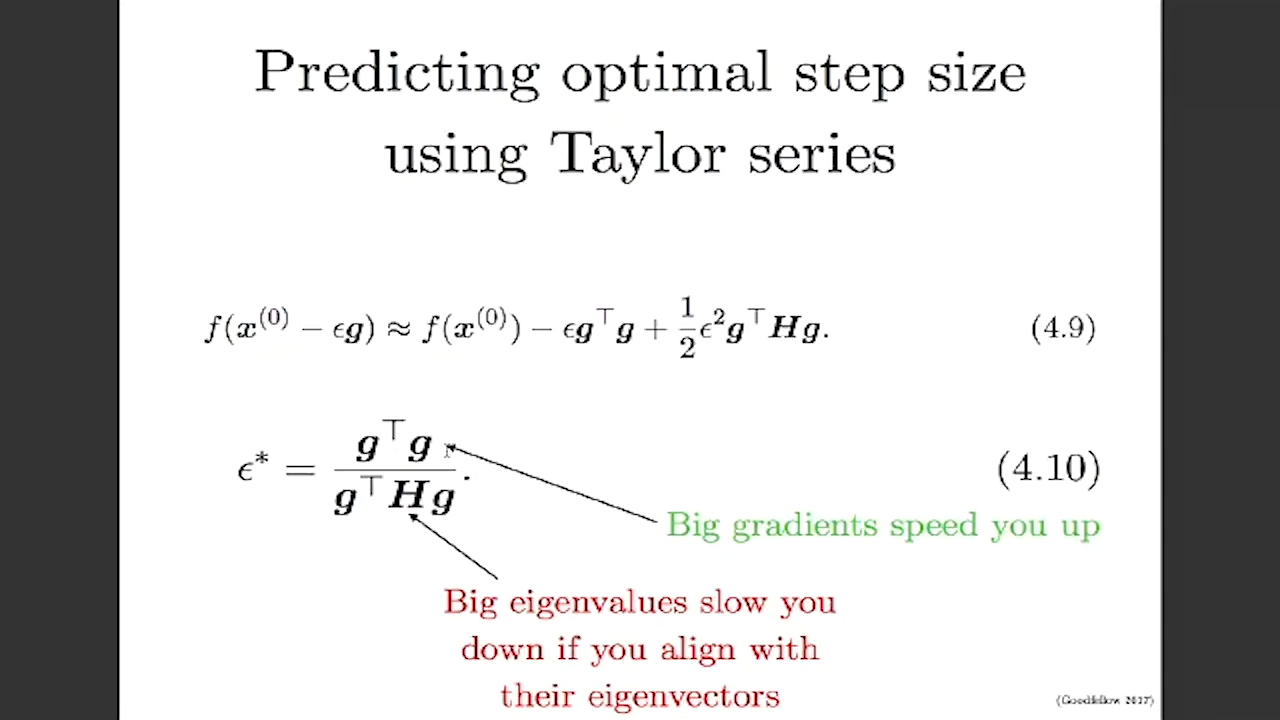 Predicting optimal step size
using Taylor series
f(x^(0) − ϵg) ≈ f(x^(0)) − ϵg^⊤g + 1/2 ϵ^2 g^⊤Hg. (4.9)
ϵ* = g^⊤g / g^⊤Hg. (4.10)
Big gradients speed you up
Big eigenvalues slow you
down if you align with
their eigenvectors
(Goodfellow 2017)